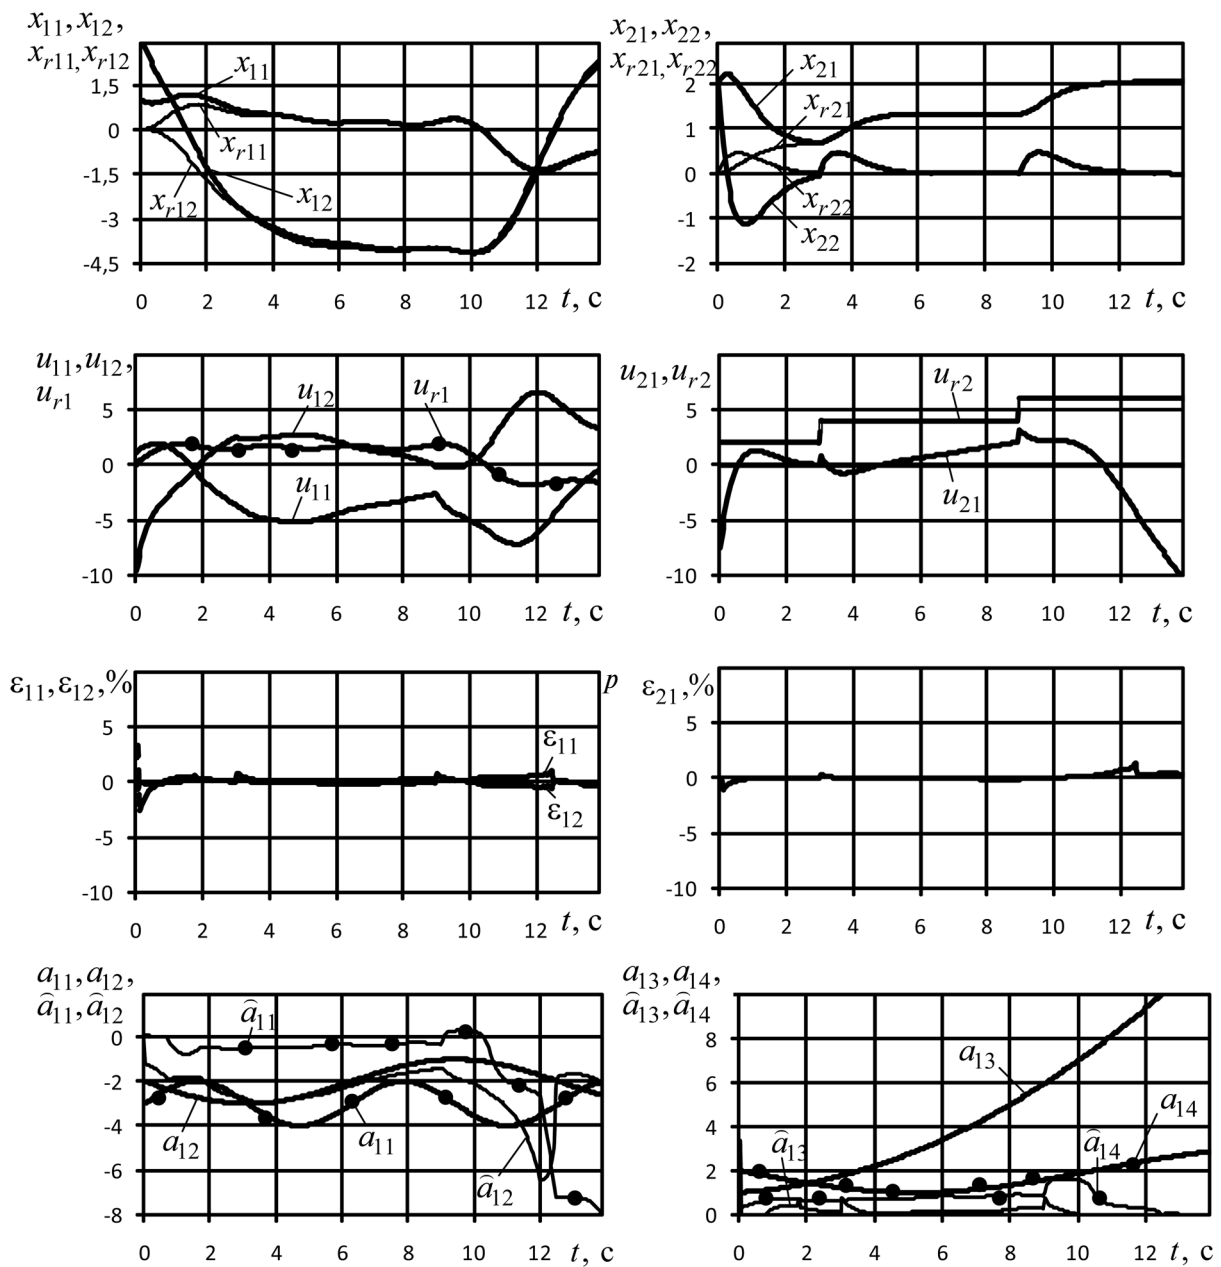 x11, x12,
xr11, xr12
1,5
0
-1,5
-3
-4,5
x11
xr11
xr12
x12
0 2 4 6 8 10 12 t, c
x21, x22,
xr21, xr22
2
1
0
-1
-2
x21
xr21
xr22
x22
0 2 4 6 8 10 12 t, c
u11, u12,
ur1
5
0
-5
-10
u12
ur1
u11
0 2 4 6 8 10 12 t, c
u21, ur2
5
0
-5
-10
ur2
u21
0 2 4 6 8 10 12 t, c
ε11, ε12, %
5
0
-5
-10
ε11
ε12
0 2 4 6 8 10 12 t, c
p
ε21, %
5
0
-5
-10
0 2 4 6 8 10 12 t, c
a11, a12,
â11, â12
0
-2
-4
-6
-8
â11
a12
a11
â12
0 2 4 6 8 10 12 t, c
a13, a14,
â13, â14
8
6
4
2
0
a13
a14
â13
â14
0 2 4 6 8 10 12 t, c